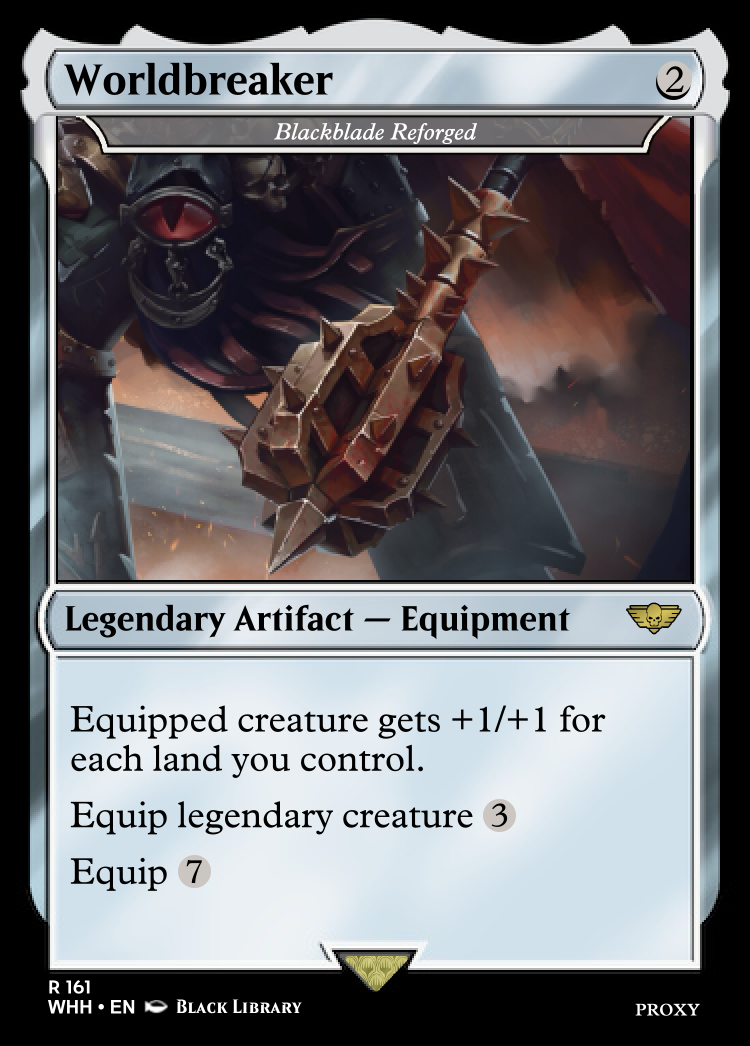 Worldbreaker 2
Blackblade Reforged
Legendary Artifact — Equipment
Equipped creature gets +1/+1 for
each land you control.
Equip legendary creature 3
Equip 7
R 161
WHH • EN Black Library
PROXY